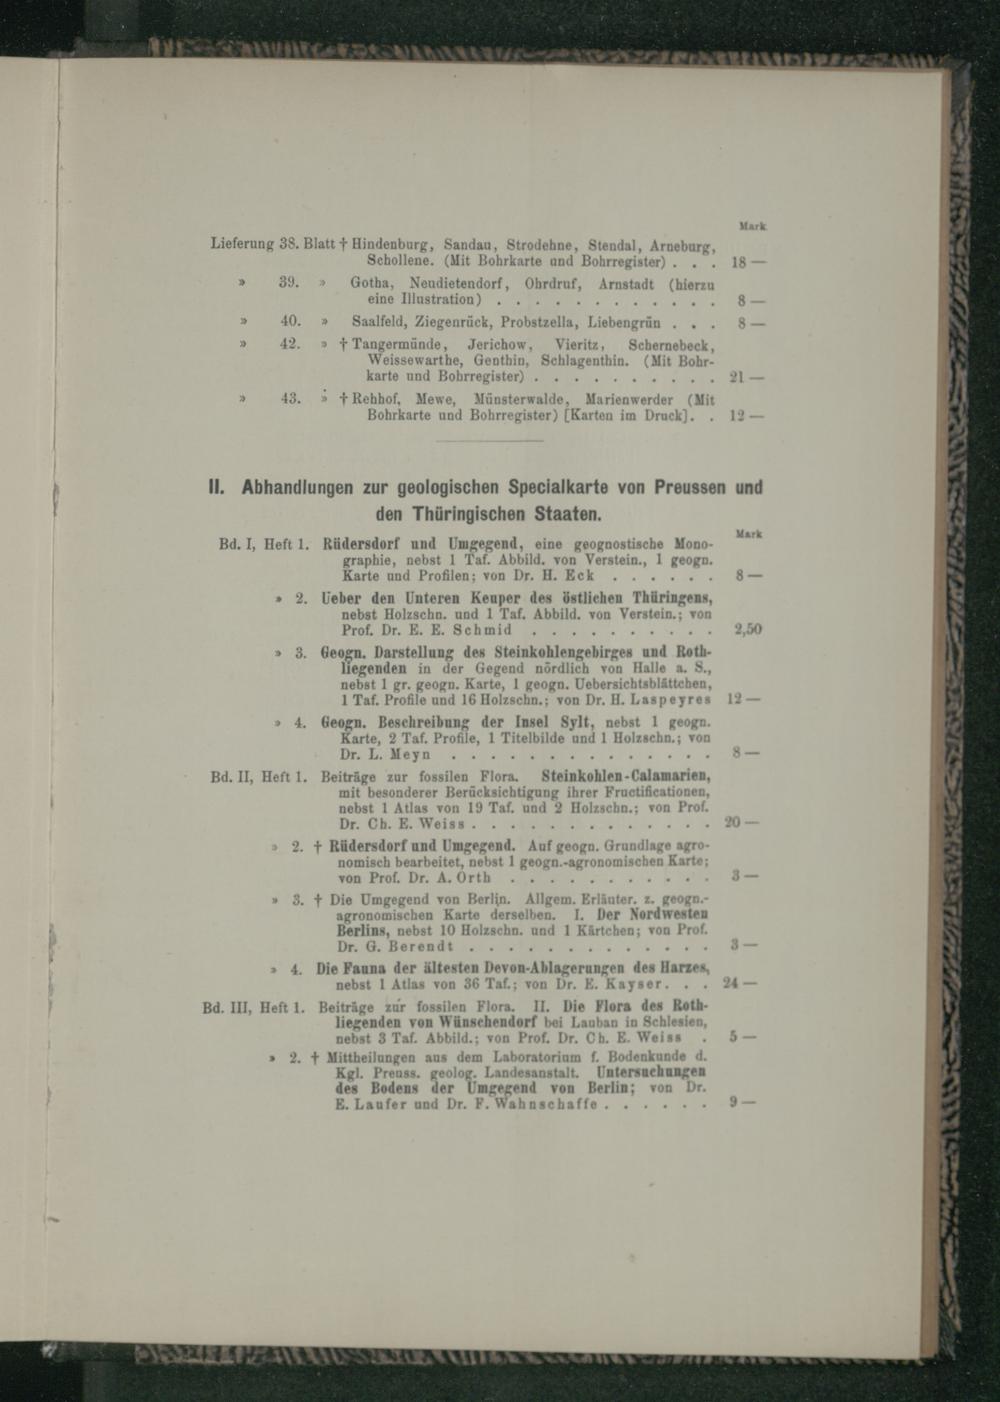 Mark
Lieferung 38. Blatt † Hindenburg, Sandau, Strodehne, Stendal, Arneburg,
Schollene. (Mit Bohrkarte und Bohrregister) . . . 18 —
» 39. » Gotha, Neudietendorf, Ohrdruf, Arnstadt (hierzu
eine Illustration) . . . . . . . . . . . . 8 —
» 40. » Saalfeld, Ziegenrück, Probstzella, Liebengrün . . . 8 —
» 42. » † Tangermünde, Jerichow, Vieritz, Schernebeck,
Weissewarthe, Genthin, Schlagenthin. (Mit Bohr-
karte und Bohrregister) . . . . . . . . . . 21 —
» 43. » † Rehhof, Mewe, Münsterwalde, Marienwerder (Mit
Bohrkarte und Bohrregister) [Karten im Druck]. . 12 —
II. Abhandlungen zur geologischen Specialkarte von Preussen und
den Thüringischen Staaten.
Mark
Bd. I, Heft 1. Rüdersdorf und Umgegend, eine geognostische Mono-
graphie, nebst 1 Taf. Abbild. von Verstein., 1 geogn.
Karte und Profilen; von Dr. H. Eck . . . . . . 8 —
» 2. Ueber den Unteren Keuper des östlichen Thüringens,
nebst Holzschn. und 1 Taf. Abbild. von Verstein.; von
Prof. Dr. E. E. Schmid . . . . . . . . . . 2,50
» 3. Geogn. Darstellung des Steinkohlengebirges und Roth-
liegenden in der Gegend nördlich von Halle a. S.,
nebst 1 gr. geogn. Karte, 1 geogn. Uebersichtsblättchen,
1 Taf. Profile und 16 Holzschn.; von Dr. H. Laspeyres 12 —
» 4. Geogn. Beschreibung der Insel Sylt, nebst 1 geogn.
Karte, 2 Taf. Profile, 1 Titelbilde und 1 Holzschn.; von
Dr. L. Meyn . . . . . . . . . . . . . . 8 —
Bd. II, Heft 1. Beiträge zur fossilen Flora. Steinkohlen-Calamarien,
mit besonderer Berücksichtigung ihrer Fructificationen,
nebst 1 Atlas von 19 Taf. und 2 Holzschn.; von Prof.
Dr. Ch. E. Weiss . . . . . . . . . . . . . 20 —
» 2. † Rüdersdorf und Umgegend. Auf geogn. Grundlage agro-
nomisch bearbeitet, nebst 1 geogn.-agronomischen Karte;
von Prof. Dr. A. Orth . . . . . . . . . . . 3 —
» 3. † Die Umgegend von Berlin. Allgem. Erläuter. z. geogn.-
agronomischen Karte derselben. I. Der Nordwesten
Berlins, nebst 10 Holzschn. und 1 Kärtchen; von Prof.
Dr. G. Berendt . . . . . . . . . . . . . 3 —
» 4. Die Fauna der ältesten Devon-Ablagerungen des Harzes,
nebst 1 Atlas von 36 Taf.; von Dr. E. Kayser. . . 24 —
Bd. III, Heft 1. Beiträge zur fossilen Flora. II. Die Flora des Roth-
liegenden von Wünschendorf bei Lauban in Schlesien,
nebst 3 Taf. Abbild.; von Prof. Dr. Ch. E. Weiss . 5 —
» 2. † Mittheilungen aus dem Laboratorium f. Bodenkunde d.
Kgl. Preuss. geolog. Landesanstalt. Untersuchungen
des Bodens der Umgegend von Berlin; von Dr.
E. Laufer und Dr. F. Wahnschaffe . . . . . . 9 —